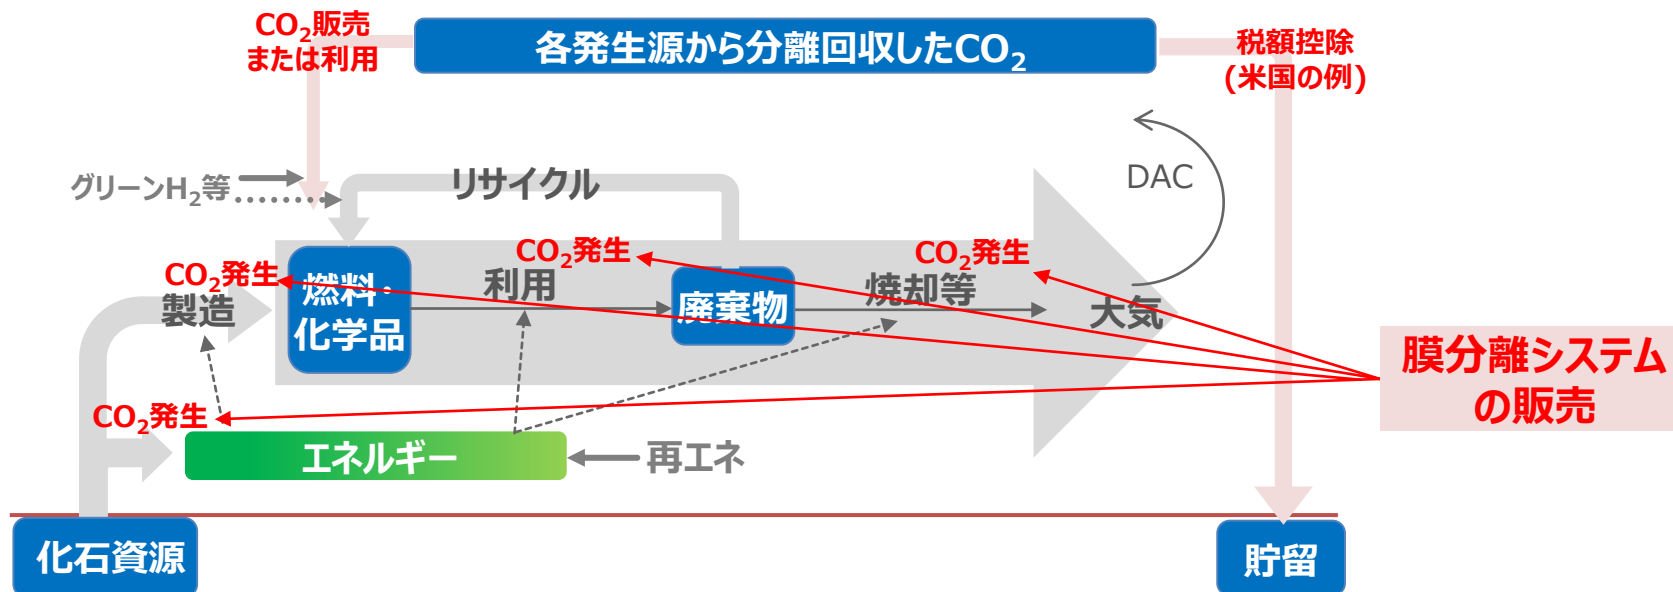 CO2販売
または利用
各発生源から分離回収したCO2
税額控除
(米国の例)
DAC
グリーンH2等
リサイクル
CO2発生
CO2発生
CO2発生
製造
燃料・
化学品
利用
廃棄物
焼却等
大気
膜分離システム
の販売
CO2発生
エネルギー
再エネ
化石資源
貯留